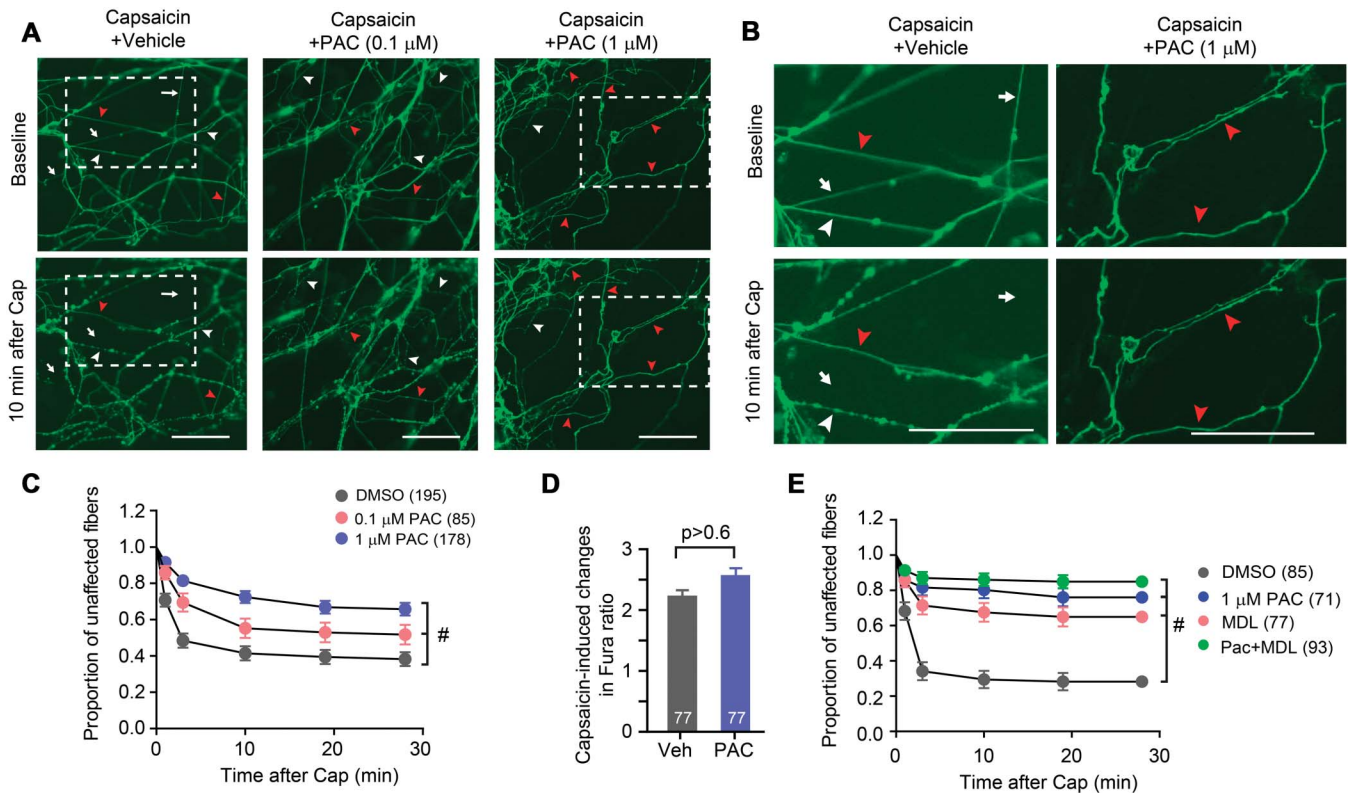 A
Capsaicin
+Vehicle
Capsaicin
+PAC (0.1 μM)
Capsaicin
+PAC (1 μM)
Baseline
10 min after Cap
B
Capsaicin
+Vehicle
Capsaicin
+PAC (1 μM)
Baseline
10 min after Cap
C
DMSO (195)
0.1 μM PAC (85)
1 μM PAC (178)
Proportion of unaffected fibers
1.2
1.0
0.8
0.6
0.4
0.2
0.0
#
0 10 20 30
Time after Cap (min)
D
p>0.6
Capsaicin-induced changes
in Fura ratio
3
2
1
0
77 77
Veh PAC
E
DMSO (85)
1 μM PAC (71)
MDL (77)
Pac+MDL (93)
Proportion of unaffected fibers
1.2
1.0
0.8
0.6
0.4
0.2
0.0
#
0 10 20 30
Time after Cap (min)